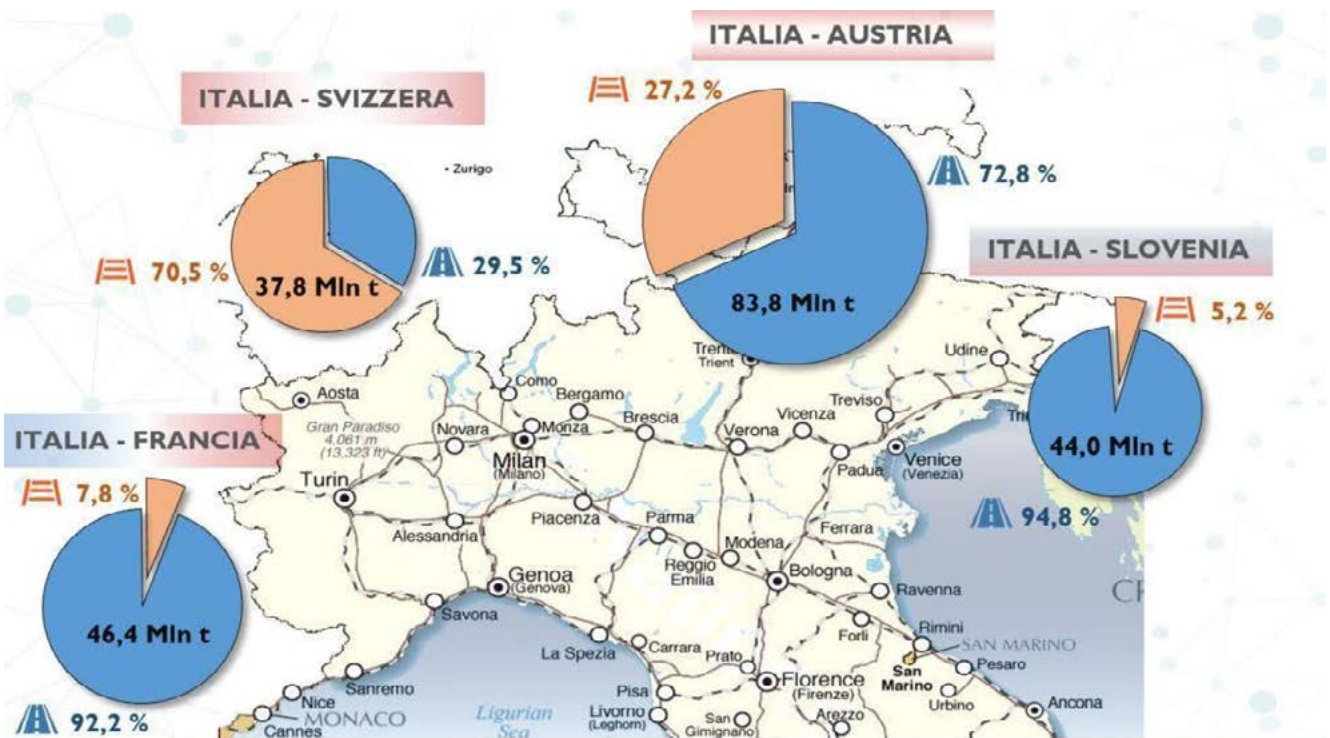 ITALIA - AUSTRIA
27,2 %
72,8 %
83,8 Mln t
ITALIA - SVIZZERA
Zurigo
70,5 %
29,5 %
37,8 Mln t
ITALIA - SLOVENIA
5,2 %
44,0 Mln t
94,8 %
ITALIA - FRANCIA
7,8 %
46,4 Mln t
92,2 %
Trient
Udine
Aosta
Como
Bergamo
Gran Paradiso
4,061 m
(13,323 ft)
Novara
Monza
Milan
(Milano)
Brescia
Verona
Vicenza
Treviso
Padua
Venice
(Venezia)
Turin
Alessandria
Piacenza
Parma
Reggio
Emilia
Modena
Ferrara
Bologna
Ravenna
Genoa
(Genova)
Savona
La Spezia
Carrara
Prato
Forli
Rimini
SAN MARINO
San
Marino
Pesaro
Urbino
Ancona
Sanremo
Nice
MONACO
Cannes
Ligurian
Sea
Pisa
Livorno
(Leghorn)
San
Gimignano
Florence
(Firenze)
Arezzo